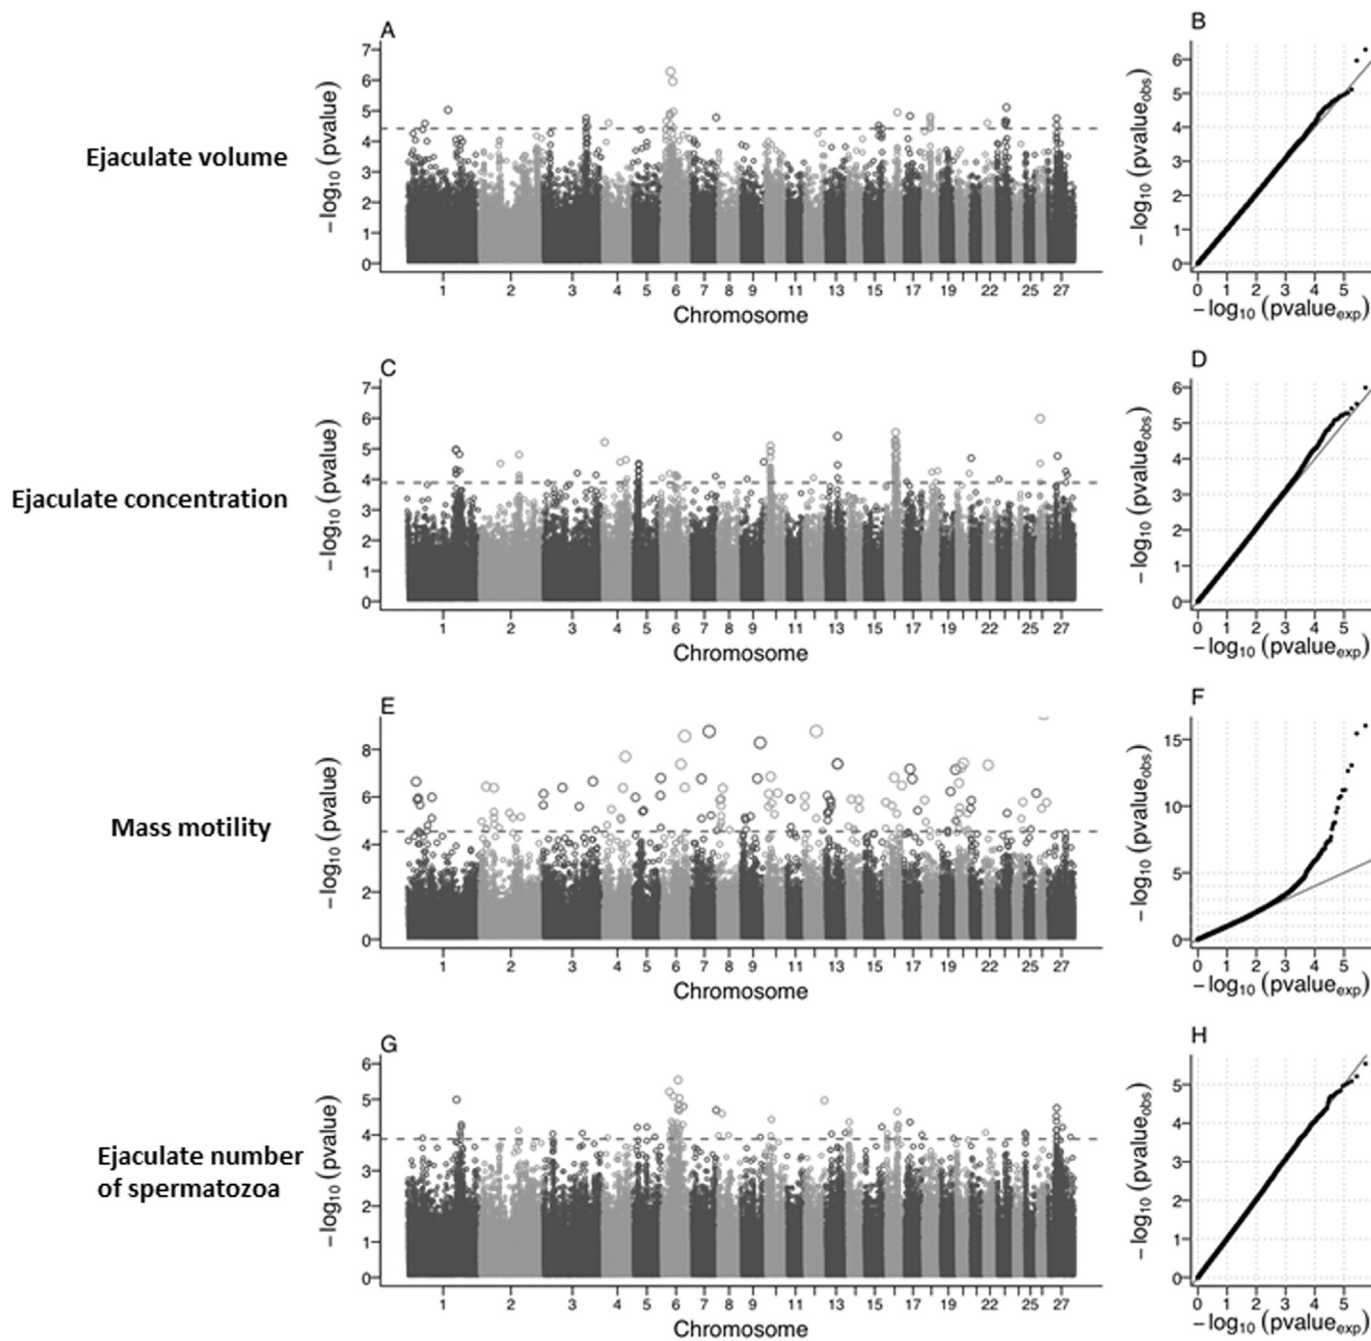 A
B
Ejaculate volume
− log10 (pvalue)
7
6
5
4
3
2
1
0
1 2 3 4 5 6 7 8 9 11 13 15 17 19 22 25 27
Chromosome
− log10 (pvalueobs)
6
5
4
3
2
1
0
0 1 2 3 4 5
− log10 (pvalueexp)
C
D
Ejaculate concentration
− log10 (pvalue)
7
6
5
4
3
2
1
0
1 2 3 4 5 6 7 8 9 11 13 15 17 19 22 25 27
Chromosome
− log10 (pvalueobs)
6
5
4
3
2
1
0
0 1 2 3 4 5
− log10 (pvalueexp)
E
F
Mass motility
− log10 (pvalue)
8
6
4
2
0
1 2 3 4 5 6 7 8 9 11 13 15 17 19 22 25 27
Chromosome
− log10 (pvalueobs)
15
10
5
0
0 1 2 3 4 5
− log10 (pvalueexp)
G
H
Ejaculate number
of spermatozoa
− log10 (pvalue)
6
5
4
3
2
1
0
1 2 3 4 5 6 7 8 9 11 13 15 17 19 22 25 27
Chromosome
− log10 (pvalueobs)
5
4
3
2
1
0
0 1 2 3 4 5
− log10 (pvalueexp)